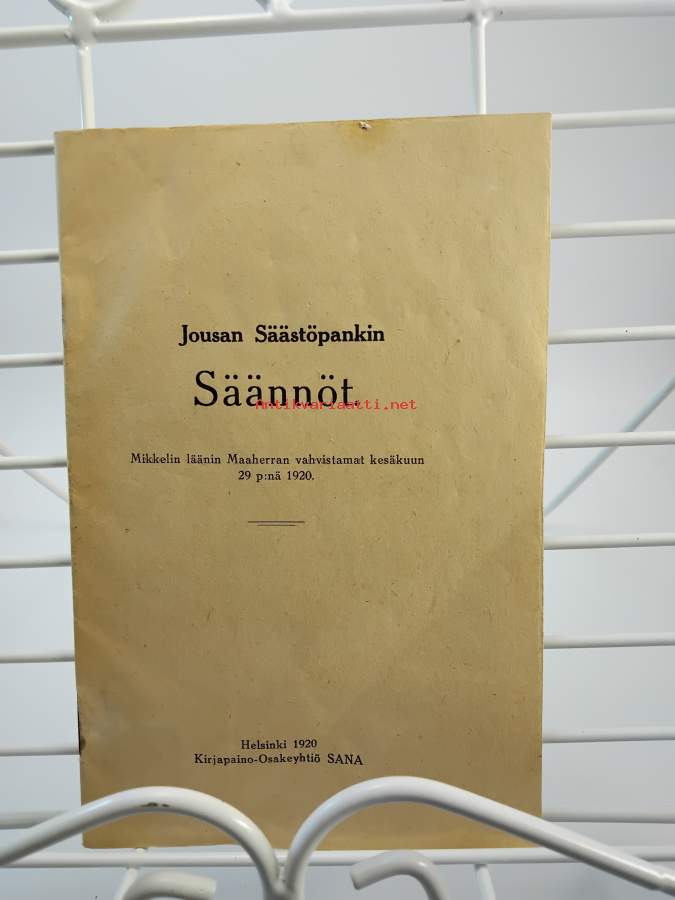 Jousan Säästöpankin
Säännöt.
Antikvariaatti.net
Mikkelin läänin Maaherran vahvistamat kesäkuun
29 p:nä 1920.
Helsinki 1920
Kirjapaino-Osakeyhtiö SANA